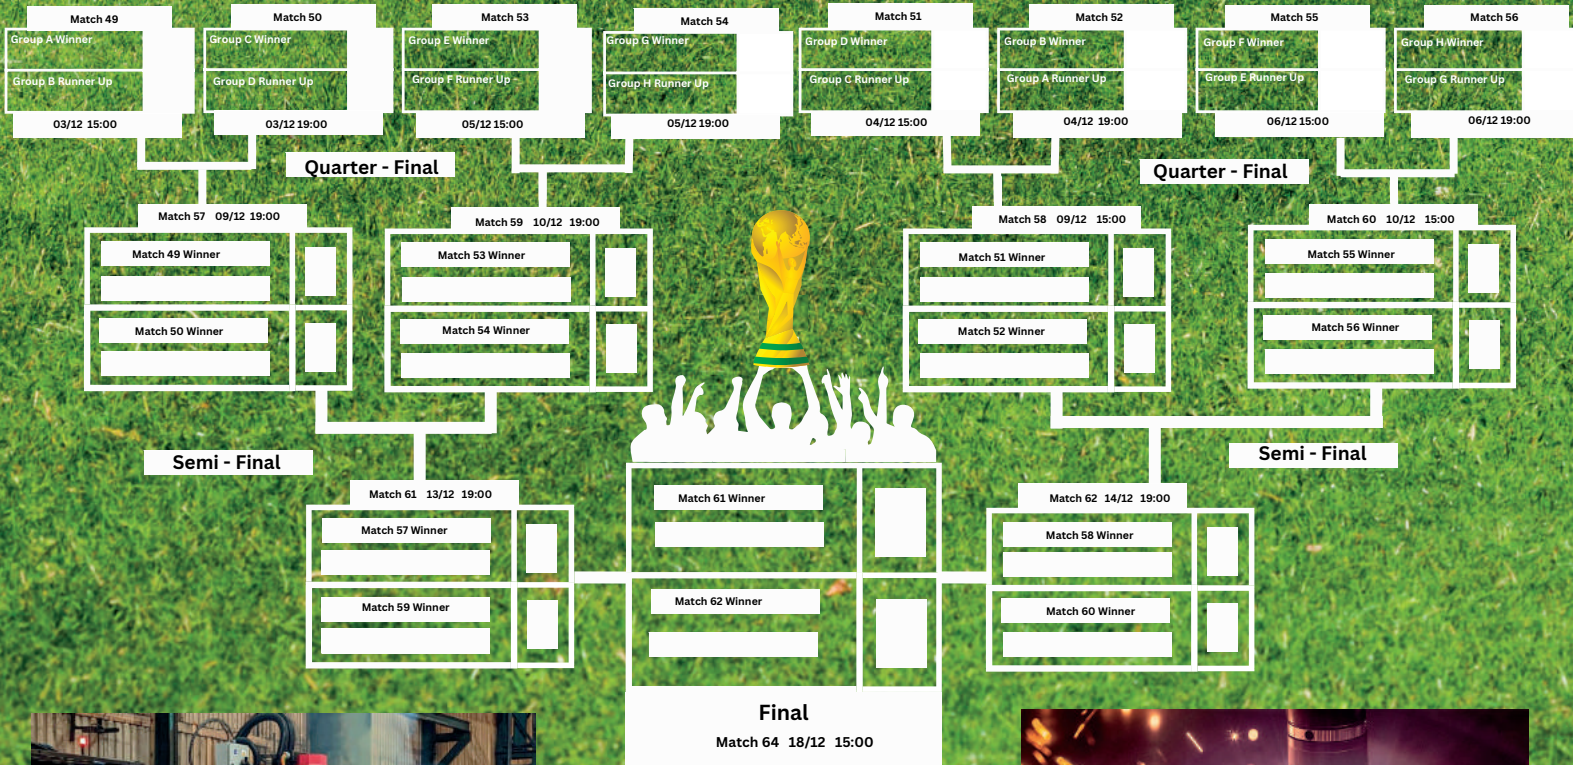 Match 49
Group A Winner
Group B Runner Up
03/12 15:00
Match 50
Group C Winner
Group D Runner Up
03/12 19:00
Match 53
Group E Winner
Group F Runner Up
05/12 15:00
Match 54
Group G Winner
Group H Runner Up
05/12 19:00
Match 51
Group D Winner
Group C Runner Up
04/12 15:00
Match 52
Group B Winner
Group A Runner Up
04/12 19:00
Match 55
Group F Winner
Group E Runner Up
06/12 15:00
Match 56
Group H Winner
Group G Runner Up
06/12 19:00
Quarter - Final
Quarter - Final
Match 57 09/12 19:00
Match 49 Winner
Match 50 Winner
Match 59 10/12 19:00
Match 53 Winner
Match 54 Winner
Match 58 09/12 15:00
Match 51 Winner
Match 52 Winner
Match 60 10/12 15:00
Match 55 Winner
Match 56 Winner
Semi - Final
Semi - Final
Match 61 13/12 19:00
Match 57 Winner
Match 59 Winner
Match 61 Winner
Match 62 Winner
Match 62 14/12 19:00
Match 58 Winner
Match 60 Winner
Final
Match 64 18/12 15:00